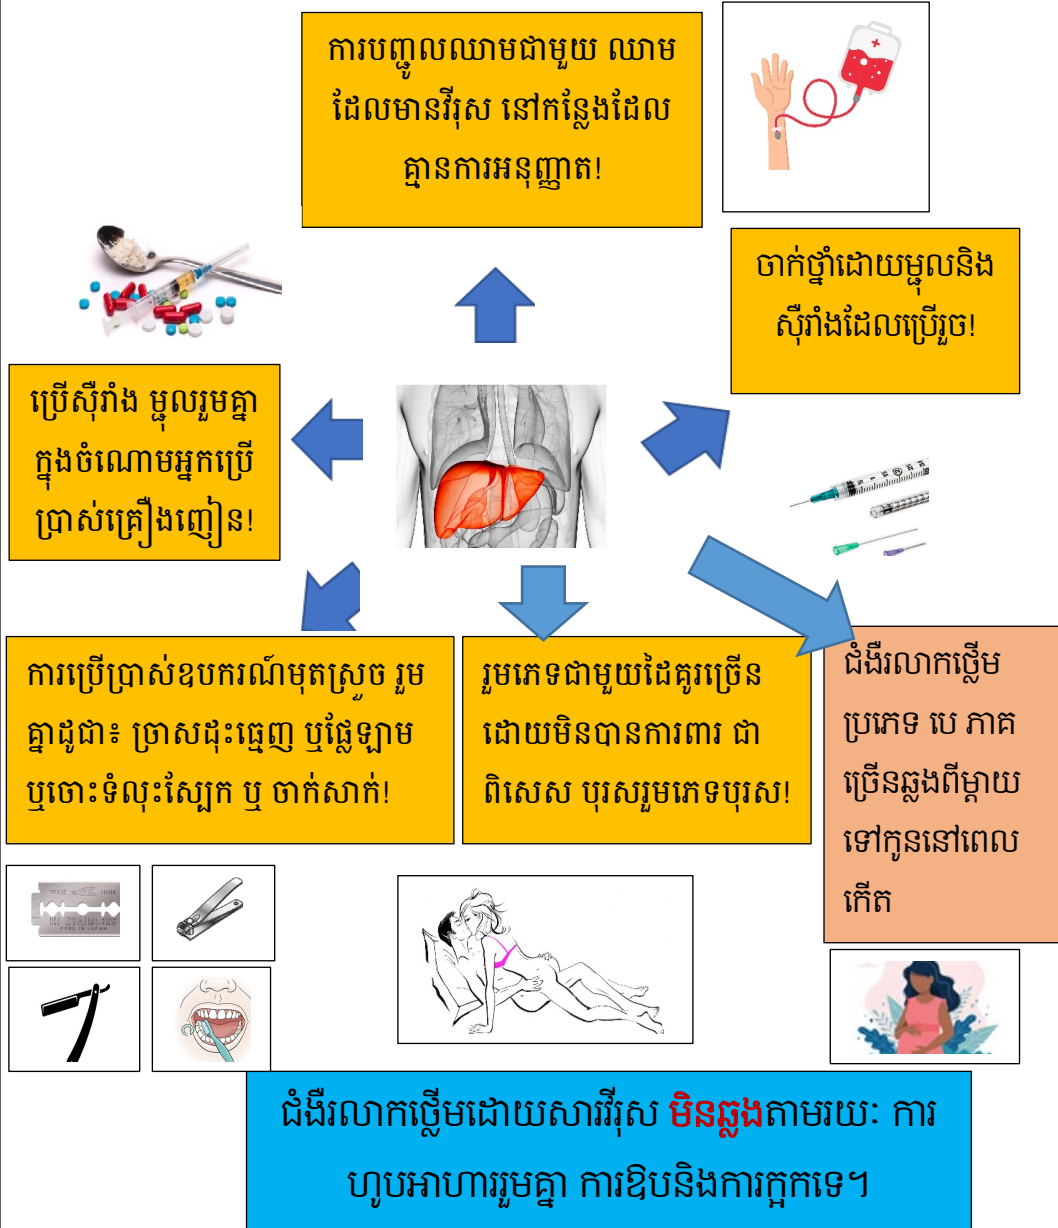 ការបញ្ចូលឈាមជាមួយ ឈាម
ដែលមានវីរុស នៅកន្លែងដែល
គ្មានការអនុញ្ញាត!
ចាក់ថ្នាំដោយម្ជុលនិង
ស៊ីរាំងដែលប្រើរួច!
ប្រើស៊ីរាំង ម្ជុលរួមគ្នា
ក្នុងចំណោមអ្នកប្រើ
ប្រាស់គ្រឿងញៀន!
ការប្រើប្រាស់ឧបករណ៍មុតស្រួច រួម
គ្នាដូជា៖ ច្រាសដុះធ្មេញ ឬផ្លែឡាម
ឬចោះទំលុះស្បែក ឬ ចាក់សាក់!
រួមភេទជាមួយដៃគូរច្រើន
ដោយមិនបានការពារ ជា
ពិសេស បុរសរួមភេទបុរស!
ជំងឺរលាកថ្លើម
ប្រភេទ បេ ភាគ
ច្រើនឆ្លងពីម្តាយ
ទៅកូននៅពេល
កើត
TRADE MARK
MADE IN JAPAN
ជំងឺរលាកថ្លើមដោយសារវីរុស មិនឆ្លងតាមរយៈ ការ
ហូបអាហាររួមគ្នា ការឱបនិងការក្អកទេ។